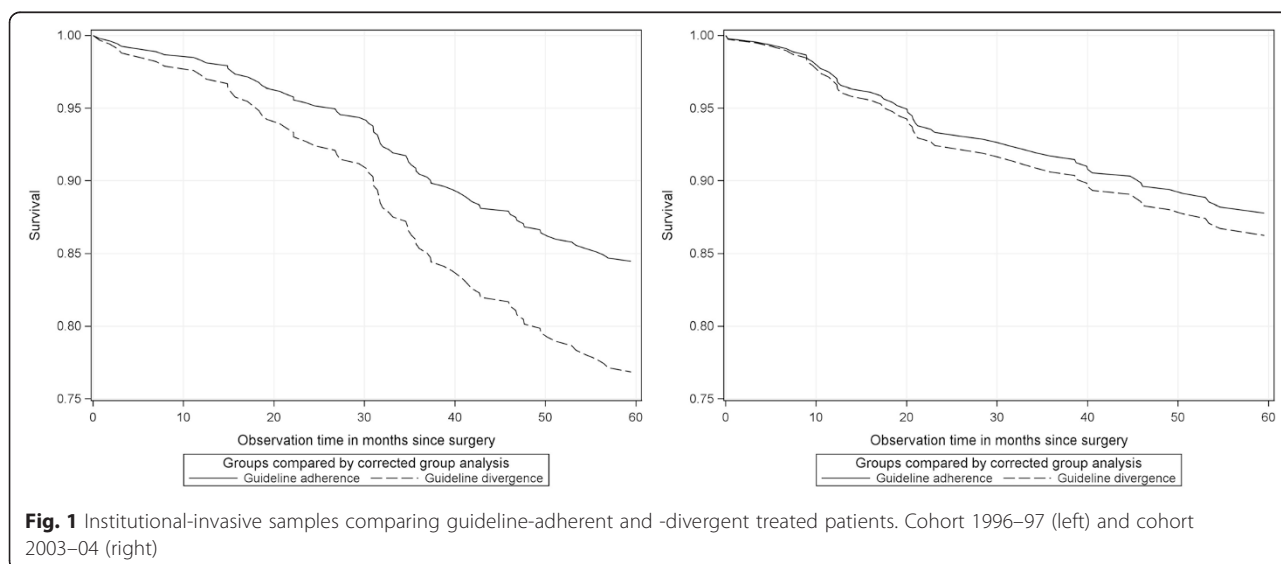 1.00
0.95
0.90
0.85
0.80
0.75
Survival
0 10 20 30 40 50 60
Observation time in months since surgery
Groups compared by corrected group analysis
Guideline adherence Guideline divergence
1.00
0.95
0.90
0.85
0.80
0.75
Survival
0 10 20 30 40 50 60
Observation time in months since surgery
Groups compared by corrected group analysis
Guideline adherence Guideline divergence
Fig. 1 Institutional-invasive samples comparing guideline-adherent and -divergent treated patients. Cohort 1996–97 (left) and cohort
2003–04 (right)